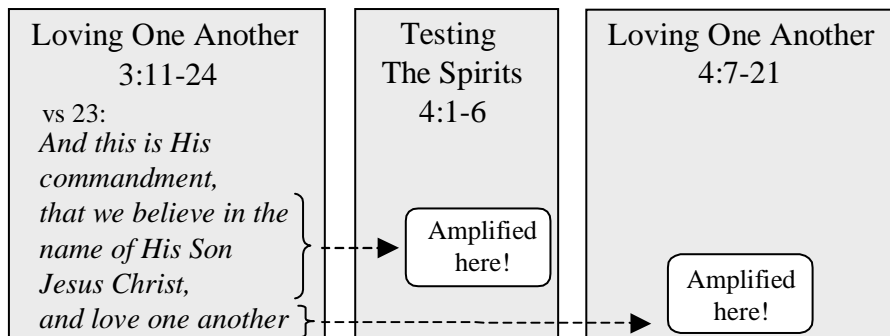 Loving One Another
3:11-24
vs 23:
And this is His
commandment,
that we believe in the
name of His Son
Jesus Christ,
and love one another
Testing
The Spirits
4:1-6
Amplified
here!
Loving One Another
4:7-21
Amplified
here!